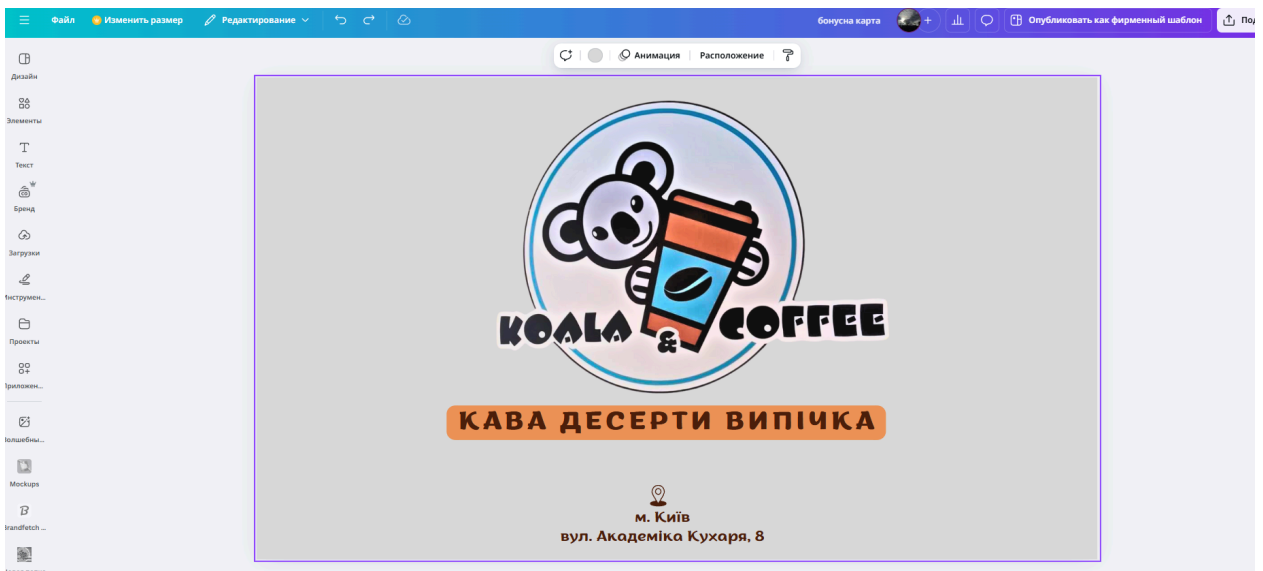 Файл
Изменить размер
Редактирование
бонусна карта
Опубликовать как фирменный шаблон
Анимация
Расположение
Дизайн
Элементы
Текст
Бренд
Загрузки
Проекты
Mockups
KOALA & COFFEE
КАВА ДЕСЕРТИ ВИПІЧКА
м. Київ
вул. Академіка Кухаря, 8